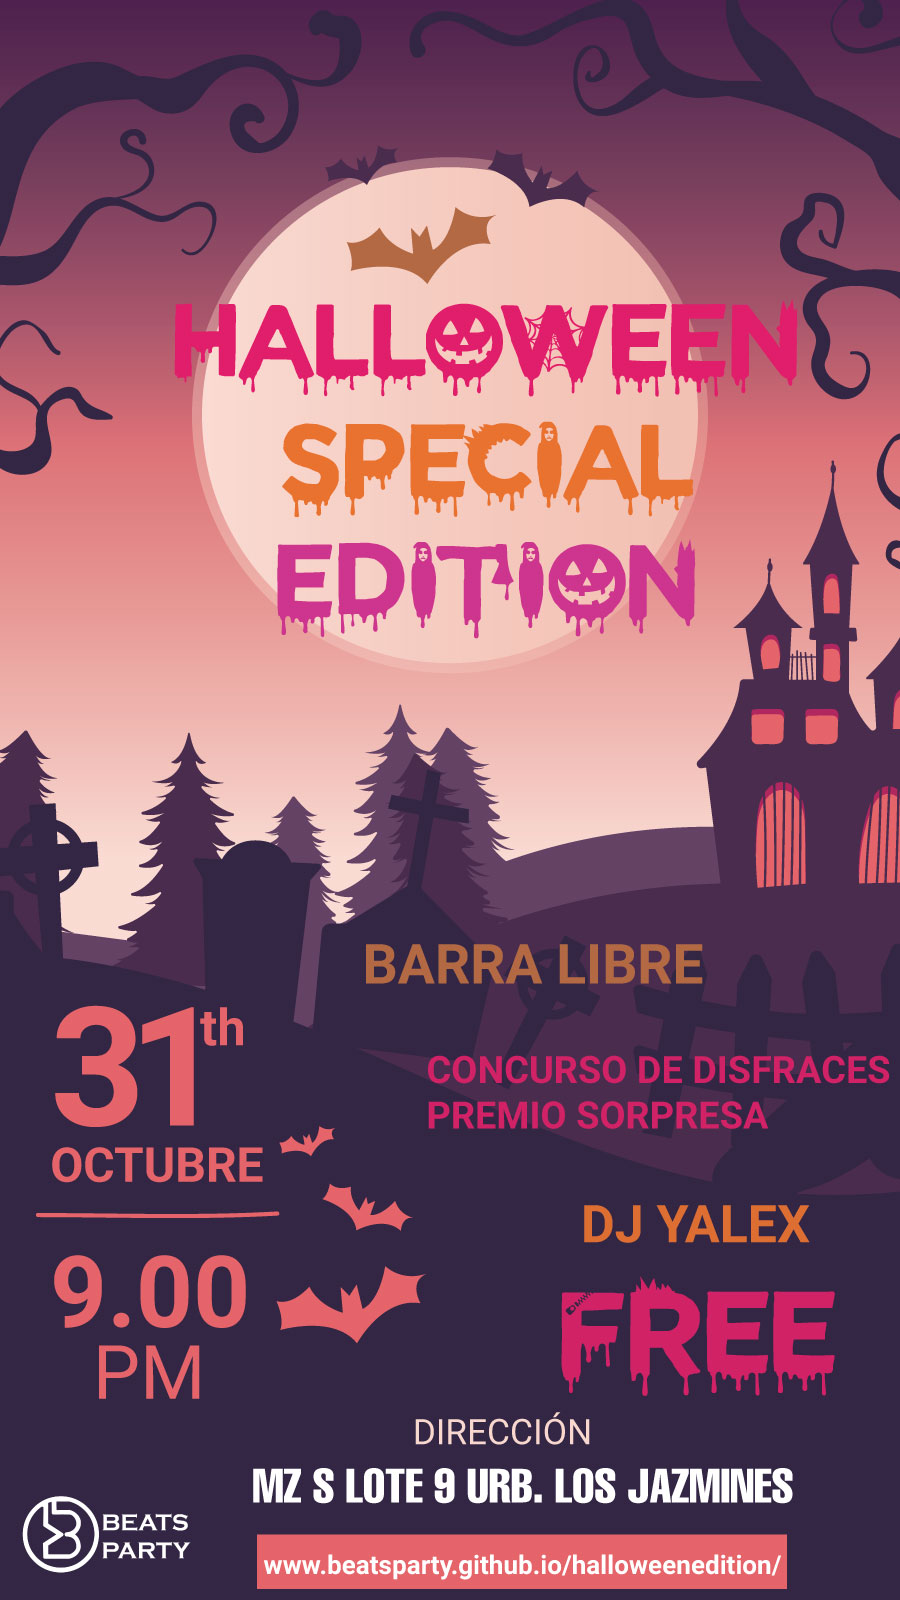 HALLOWEEN
SPECIAL
EDITION
BARRA LIBRE
31th
OCTUBRE
9.00
PM
CONCURSO DE DISFRACES
PREMIO SORPRESA
DJ YALEX
FREE
DIRECCIÓN
MZ S LOTE 9 URB. LOS JAZMINES
BEATS
PARTY
www.beatsparty.github.io/halloweenedition/